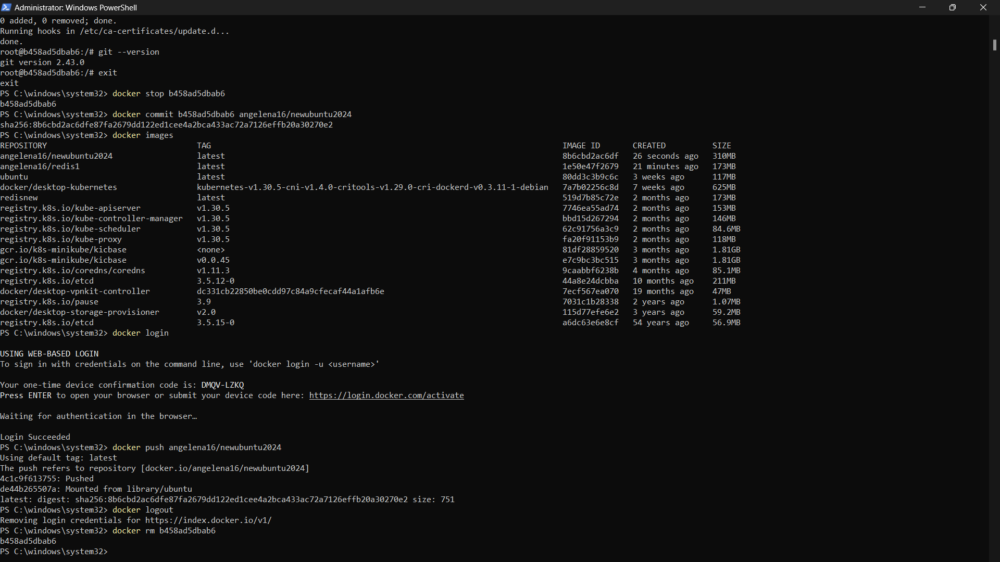 Administrator: Windows PowerShell
0 added, 0 removed; done.
Running hooks in /etc/ca-certificates/update.d...
done.
root@b458ad5dbab6:/# git --version
git version 2.43.0
root@b458ad5dbab6:/# exit
exit
PS C:\windows\system32> docker stop b458ad5dbab6
b458ad5dbab6
PS C:\windows\system32> docker commit b458ad5dbab6 angelena16/newubuntu2024
sha256:8b6cbd2ac6dfe87fa2679dd122ed1cee4a2bca433ac72a7126effb20a30270e2
PS C:\windows\system32> docker images
REPOSITORY TAG IMAGE ID CREATED SIZE
angelena16/newubuntu2024 latest 8b6cbd2ac6df 26 seconds ago 310MB
angelena16/redis1 latest 1e50e47f2679 21 minutes ago 173MB
ubuntu latest 80dd3c3b9c6c 3 weeks ago 117MB
docker/desktop-kubernetes kubernetes-v1.30.5-cni-v1.4.0-critools-v1.29.0-cri-dockerd-v0.3.11-1-debian 7a7b02256c8d 7 weeks ago 625MB
redisnew latest 519d7b85c72e 2 months ago 173MB
registry.k8s.io/kube-apiserver v1.30.5 7746ea55ad74 2 months ago 153MB
registry.k8s.io/kube-controller-manager v1.30.5 bbd15d267294 2 months ago 146MB
registry.k8s.io/kube-scheduler v1.30.5 62c91756a3c9 2 months ago 84.6MB
registry.k8s.io/kube-proxy v1.30.5 fa20f91153b9 2 months ago 118MB
gcr.io/k8s-minikube/kicbase <none> 81df28859520 3 months ago 1.81GB
gcr.io/k8s-minikube/kicbase v0.0.45 e7c9bc3bc515 3 months ago 1.81GB
registry.k8s.io/coredns/coredns v1.11.3 9caabbf6238b 4 months ago 85.1MB
registry.k8s.io/etcd 3.5.12-0 44a8e24dcbba 10 months ago 211MB
docker/desktop-vpnkit-controller dc331cb22850be0cdd97c84a9cfecaf44a1afb6e 7ecf567ea070 19 months ago 47MB
registry.k8s.io/pause 3.9 7031c1b28338 2 years ago 1.07MB
docker/desktop-storage-provisioner v2.0 115d77efe6e2 3 years ago 59.2MB
registry.k8s.io/etcd 3.5.15-0 a6dc63e6e8cf 54 years ago 56.9MB
PS C:\windows\system32> docker login
USING WEB-BASED LOGIN
To sign in with credentials on the command line, use 'docker login -u <username>'
Your one-time device confirmation code is: DMQV-LZKQ
Press ENTER to open your browser or submit your device code here: https://login.docker.com/activate
Waiting for authentication in the browser…
Login Succeeded
PS C:\windows\system32> docker push angelena16/newubuntu2024
Using default tag: latest
The push refers to repository [docker.io/angelena16/newubuntu2024]
4c1c9f613755: Pushed
de44b265507a: Mounted from library/ubuntu
latest: digest: sha256:8b6cbd2ac6dfe87fa2679dd122ed1cee4a2bca433ac72a7126effb20a30270e2 size: 751
PS C:\windows\system32> docker logout
Removing login credentials for https://index.docker.io/v1/
PS C:\windows\system32> docker rm b458ad5dbab6
b458ad5dbab6
PS C:\windows\system32>